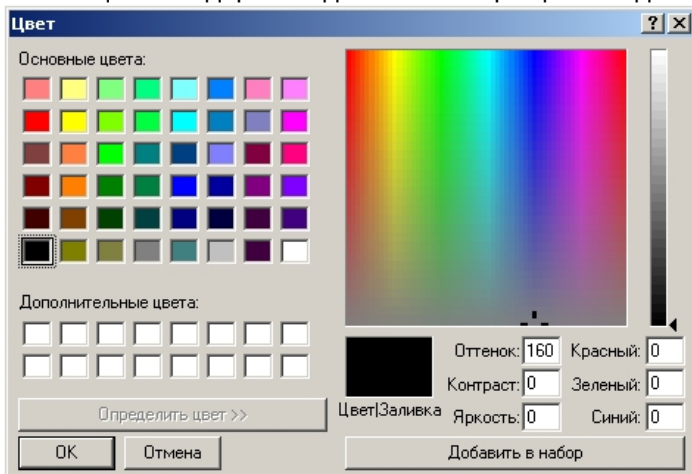 Цвет
Основные цвета:
Дополнительные цвета:
Определить цвет >>
ОК
Отмена
Цвет|Заливка
Оттенок: 160
Контраст: 0
Яркость: 0
Красный: 0
Зеленый: 0
Синий: 0
Добавить в набор